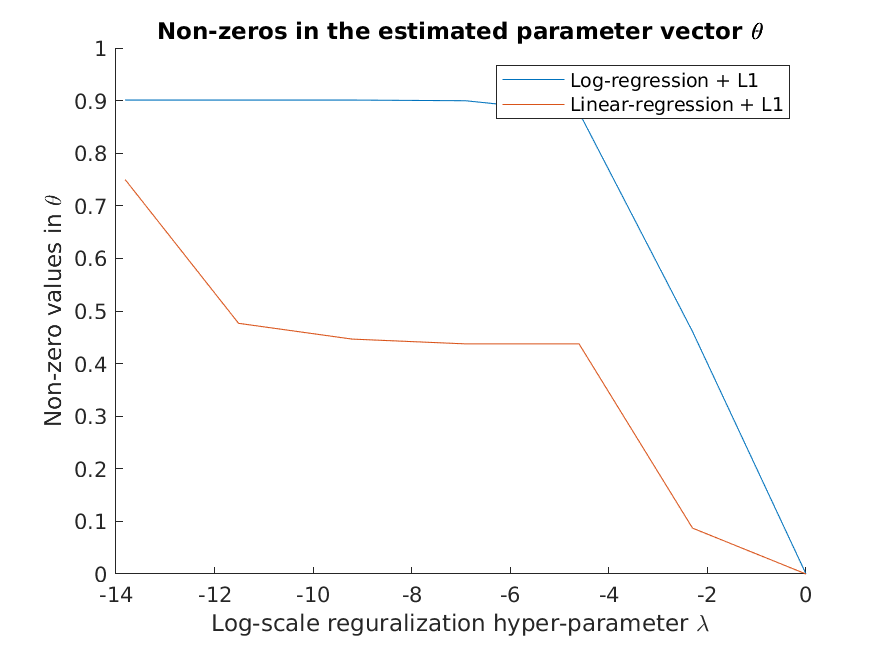 Non-zeros in the estimated parameter vector θ
Log-regression + L1
Linear-regression + L1
Non-zero values in θ
1
0.9
0.8
0.7
0.6
0.5
0.4
0.3
0.2
0.1
0
-14 -12 -10 -8 -6 -4 -2 0
Log-scale reguralization hyper-parameter λ